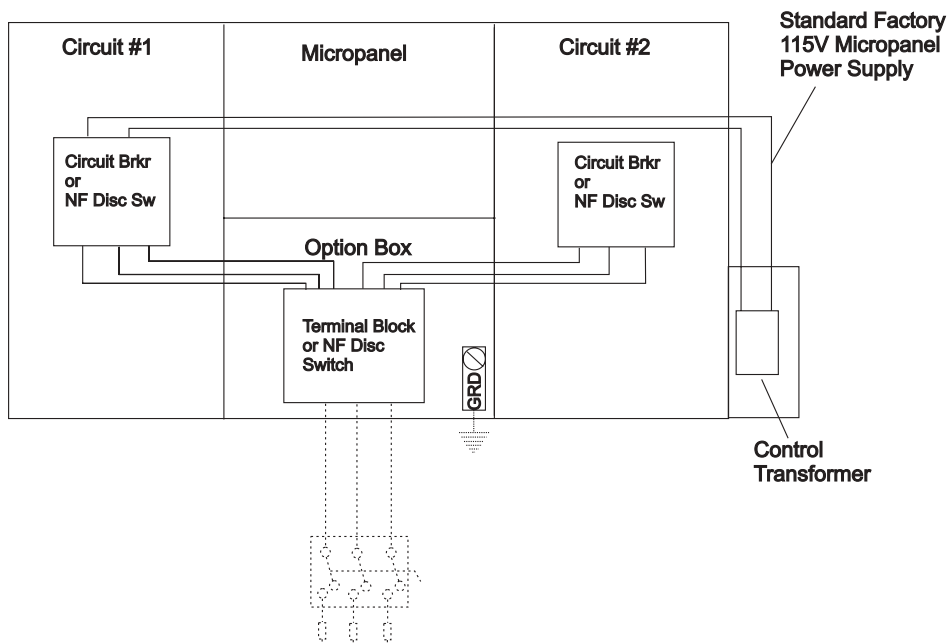 Standard Factory
115V Micropanel
Power Supply
Circuit #1
Micropanel
Circuit #2
Circuit Brkr
or
NF Disc Sw
Circuit Brkr
or
NF Disc Sw
Option Box
Terminal Block
or NF Disc
Switch
GRD
Control
Transformer